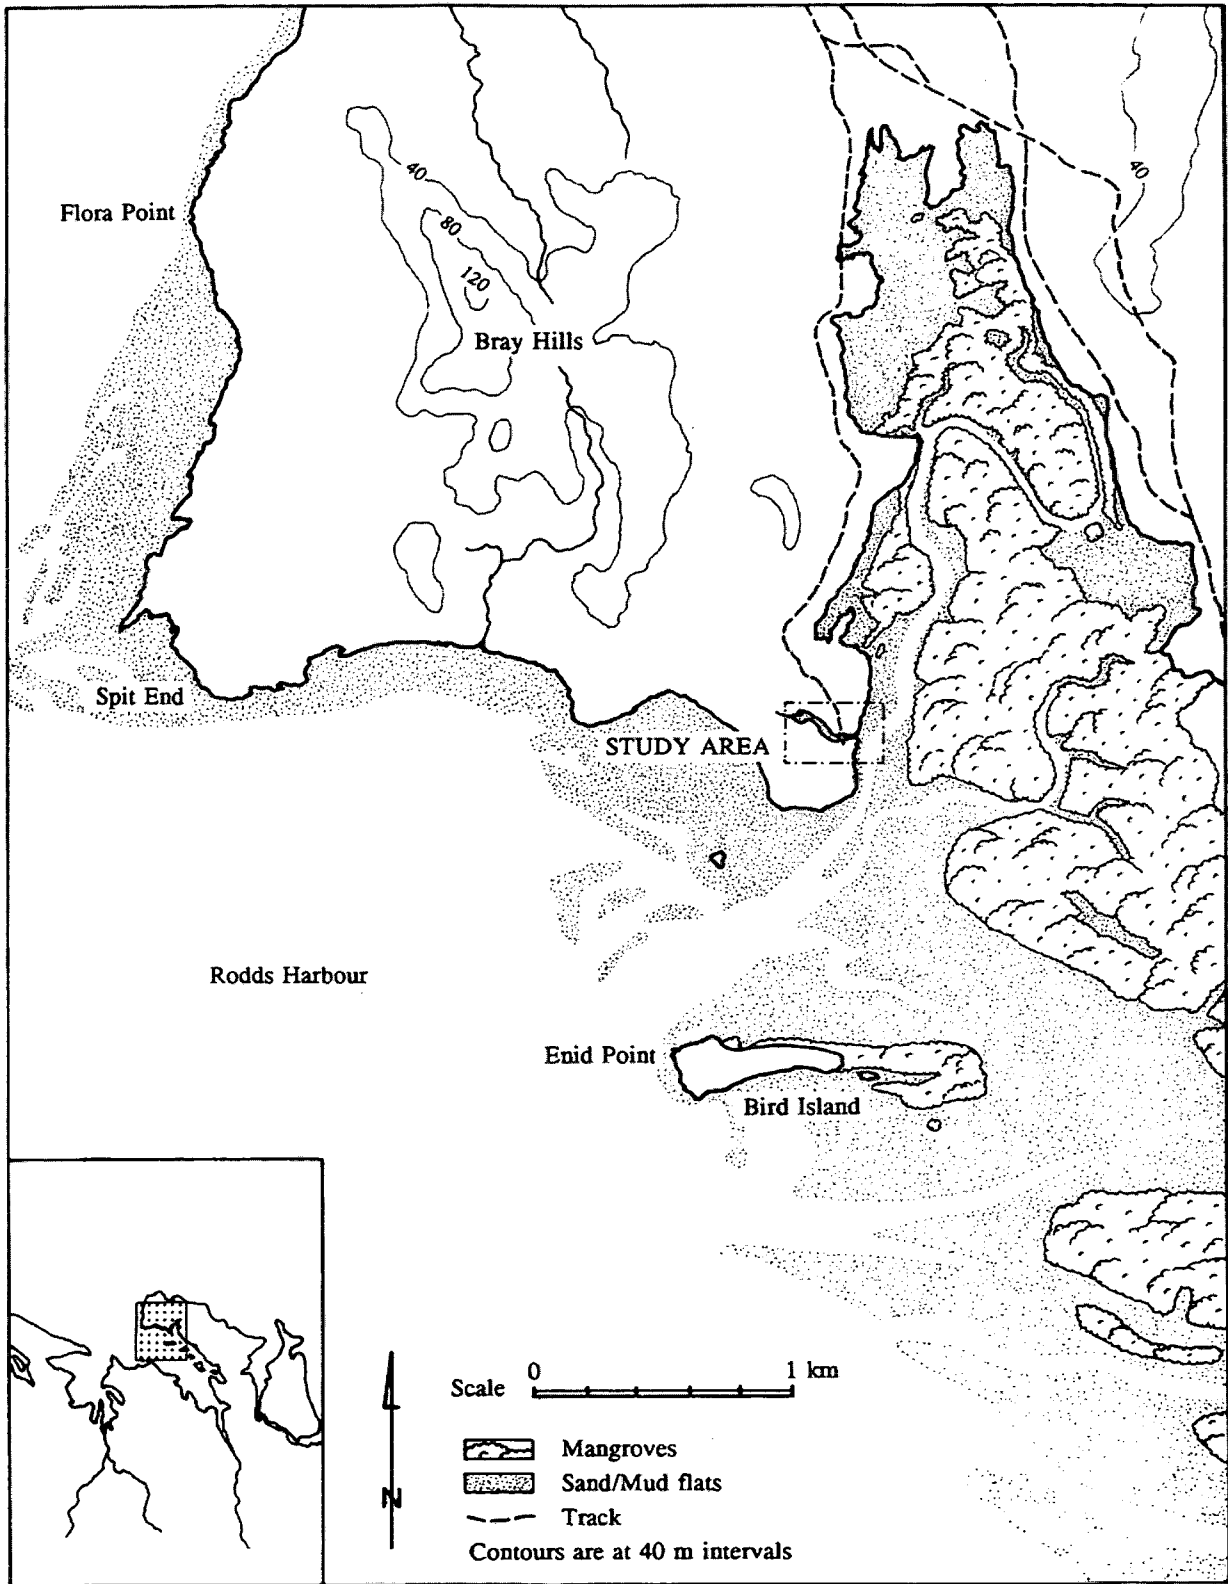 40
Flora Point
40
80
120
Bray Hills
Spit End
STUDY AREA
Rodds Harbour
Enid Point
Bird Island
0 1 km
Scale
Mangroves
Sand/Mud flats
N
Track
Contours are at 40 m intervals